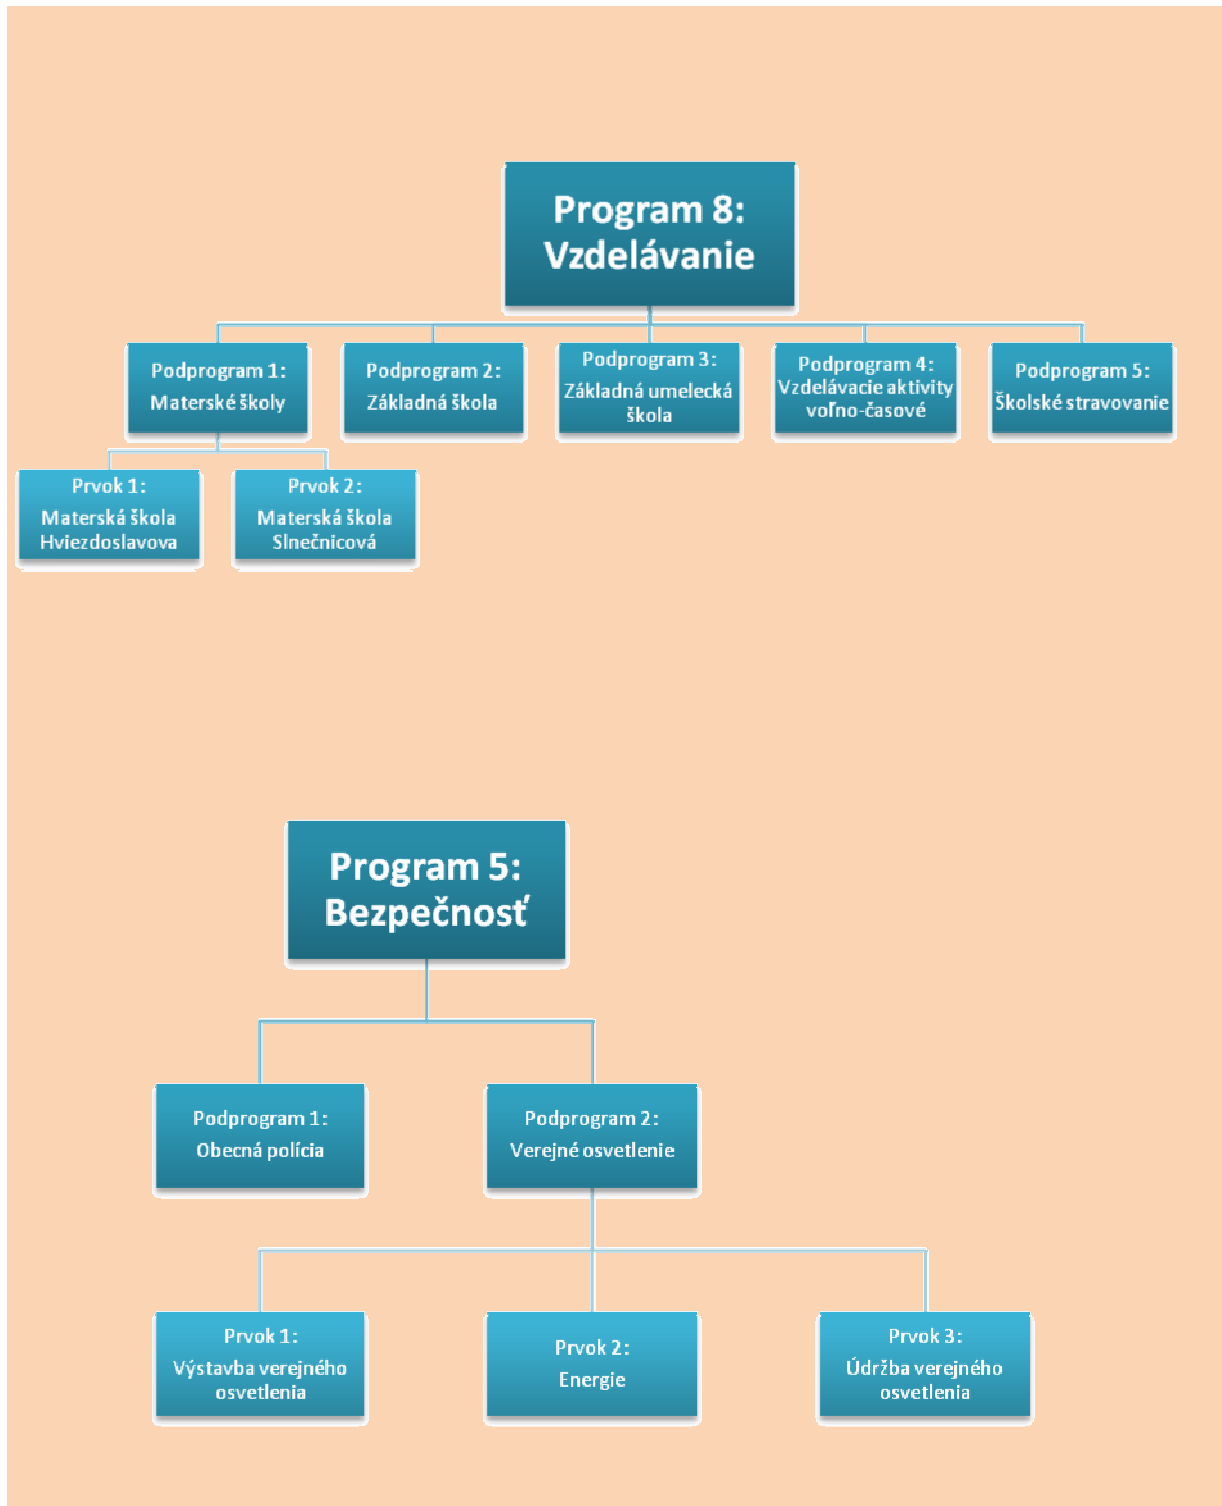 Program 8:
Vzdelávanie
Podprogram 1:
Materské školy
Podprogram 2:
Základná škola
Podprogram 3:
Základná umelecká
škola
Podprogram 4:
Vzdelávacie aktivity
voľno-časové
Podprogram 5:
Školské stravovanie
Prvok 1:
Materská škola
Hviezdoslavova
Prvok 2:
Materská škola
Slnečnicová
Program 5:
Bezpečnosť
Podprogram 1:
Obecná polícia
Podprogram 2:
Verejné osvetlenie
Prvok 1:
Výstavba verejného
osvetlenia
Prvok 2:
Energie
Prvok 3:
Údržba verejného
osvetlenia